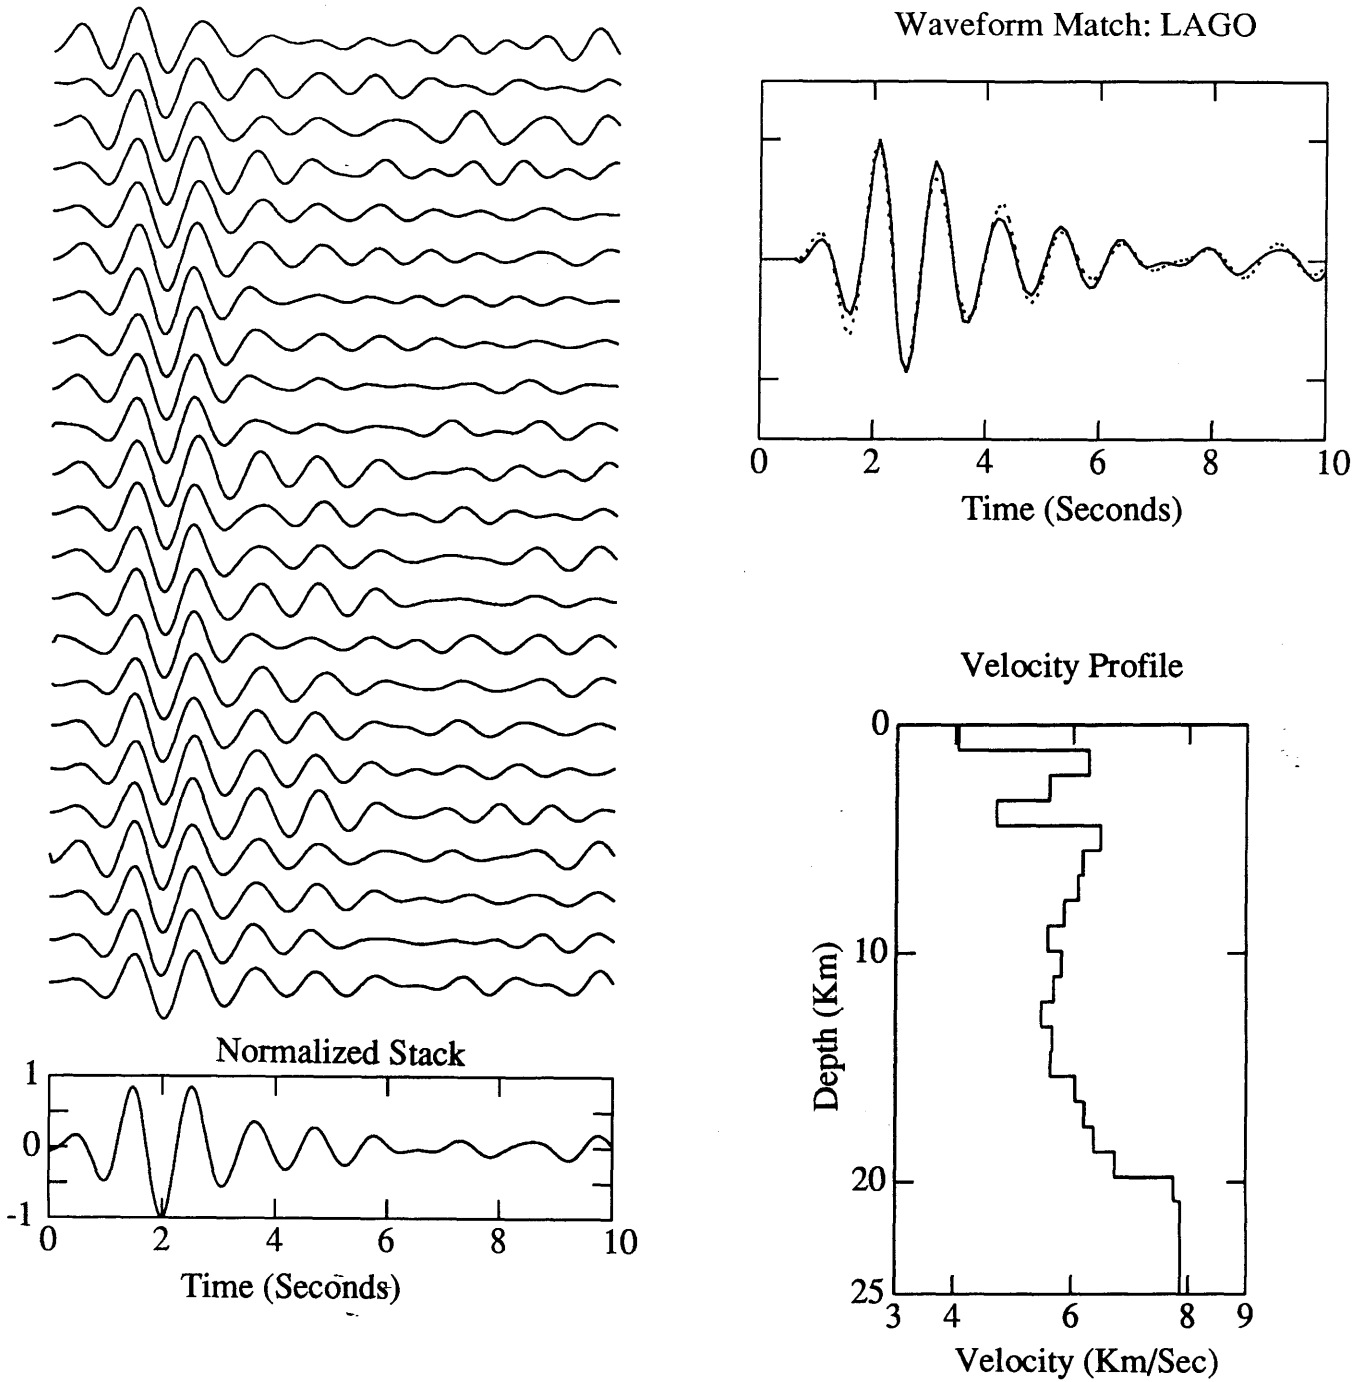 Waveform Match: LAGO
0 2 4 6 8 10
Time (Seconds)
Normalized Stack
1
0
-1
0 2 4 6 8 10
Time (Seconds)
Velocity Profile
0
10
20
25
Depth (Km)
3 4 6 8 9
Velocity (Km/Sec)